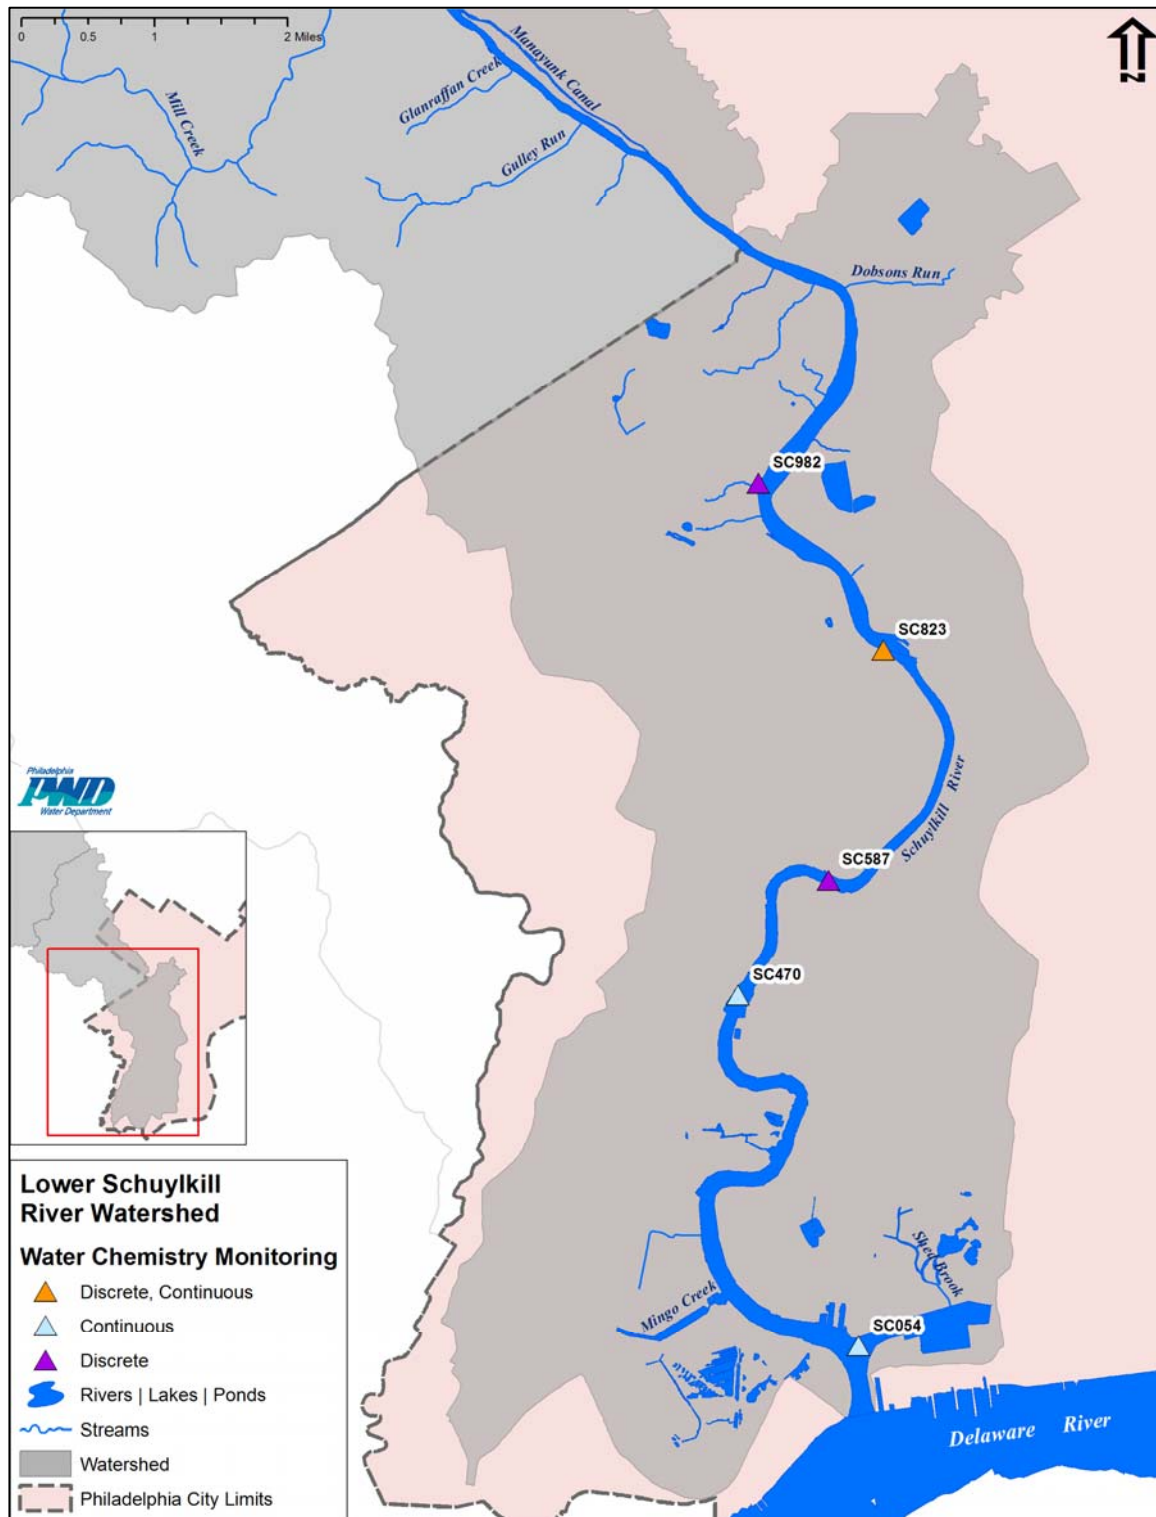 0 0.5 1 2 Miles
N
Manayunk Canal
Glanraffan Creek
Mill Creek
Gulley Run
Dobsons Run
SC982
SC823
Schuylkill River
Philadelphia
PWD
Water Department
SC587
SC470
Shed Brook
Mingo Creek
SC054
Delaware River
Lower Schuylkill
River Watershed
Water Chemistry Monitoring
Discrete, Continuous
Continuous
Discrete
Rivers | Lakes | Ponds
Streams
Watershed
Philadelphia City Limits